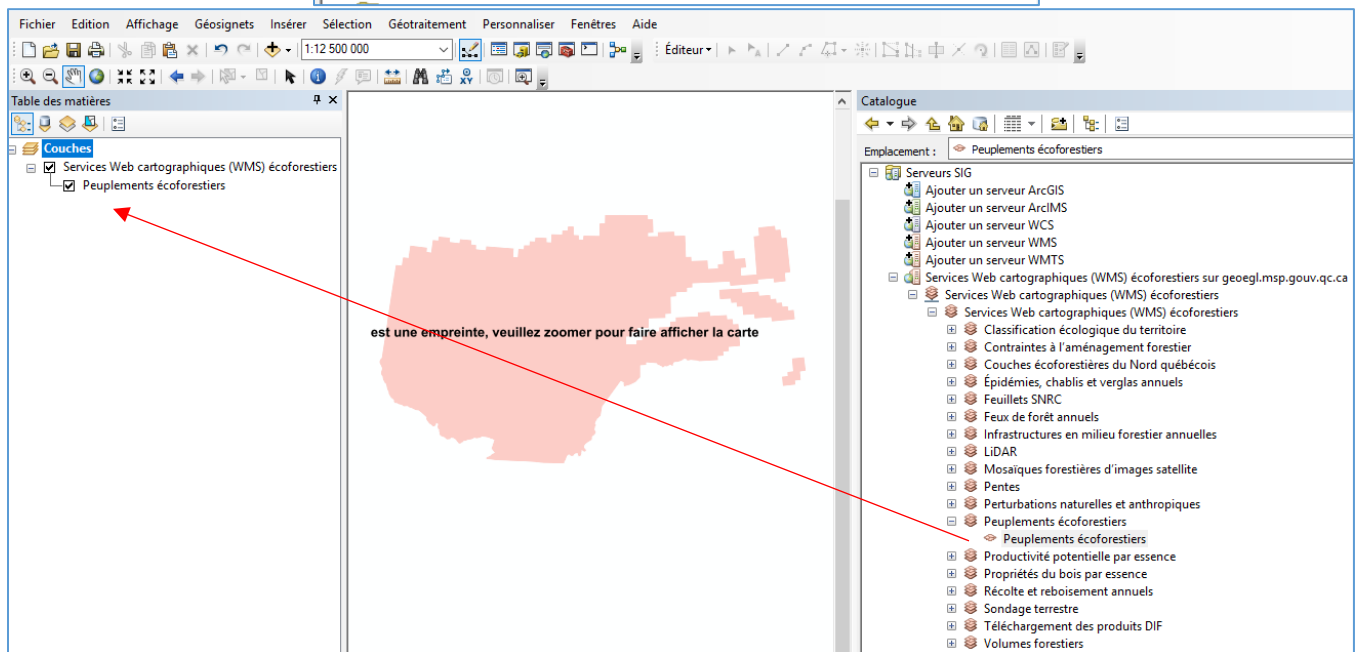 Fichier Edition Affichage Géosignets Insérer Sélection Géotraitement Personnaliser Fenêtres Aide
1:12 500 000
Éditeur
Table des matières
Couches
Services Web cartographiques (WMS) écoforestiers
Peuplements écoforestiers
est une empreinte, veuillez zoomer pour faire afficher la carte
Catalogue
Emplacement : Peuplements écoforestiers
Serveurs SIG
Ajouter un serveur ArcGIS
Ajouter un serveur ArcIMS
Ajouter un serveur WCS
Ajouter un serveur WMS
Ajouter un serveur WMTS
Services Web cartographiques (WMS) écoforestiers sur geoegl.msp.gouv.qc.ca
Services Web cartographiques (WMS) écoforestiers
Services Web cartographiques (WMS) écoforestiers
Classification écologique du territoire
Contraintes à l'aménagement forestier
Couches écoforestières du Nord québécois
Épidémies, chablis et verglas annuels
Feuillets SNRC
Feux de forêt annuels
Infrastructures en milieu forestier annuelles
LiDAR
Mosaïques forestières d'images satellite
Pentes
Perturbations naturelles et anthropiques
Peuplements écoforestiers
Peuplements écoforestiers
Productivité potentielle par essence
Propriétés du bois par essence
Récolte et reboisement annuels
Sondage terrestre
Téléchargement des produits DIF
Volumes forestiers